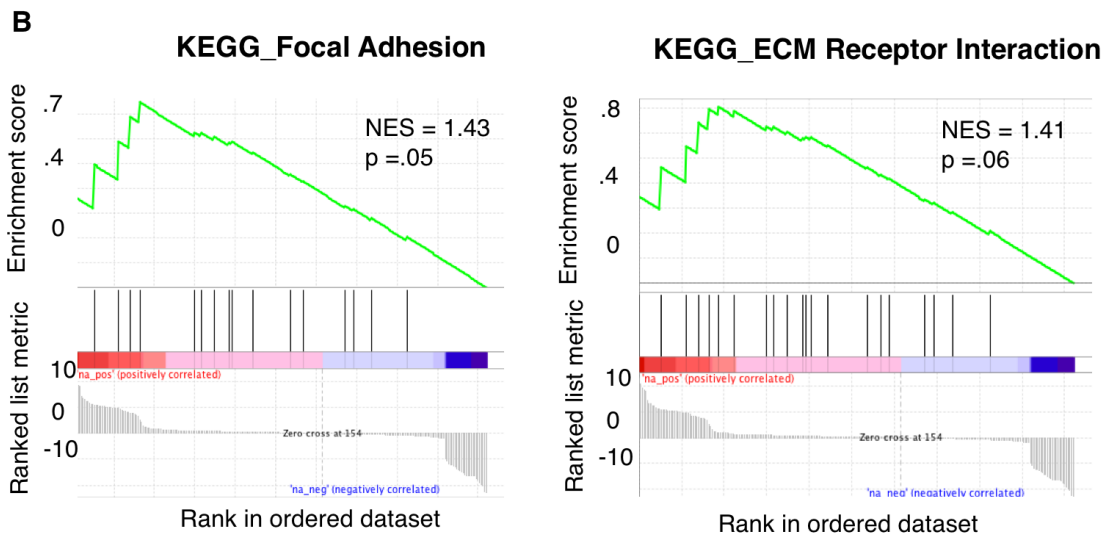 B
KEGG_Focal Adhesion
Enrichment score
.7
.4
0
NES = 1.43
p =.05
Ranked list metric
10
0
-10
na_pos' (positively correlated)
Zero cross at 154
'na_neg' (negatively correlated)
Rank in ordered dataset
KEGG_ECM Receptor Interaction
Enrichment score
.8
.4
0
NES = 1.41
p =.06
Ranked list metric
10
0
-10
'na_pos' (positively correlated)
Zero cross at 154
'na_neg' (negatively correlated)
Rank in ordered dataset